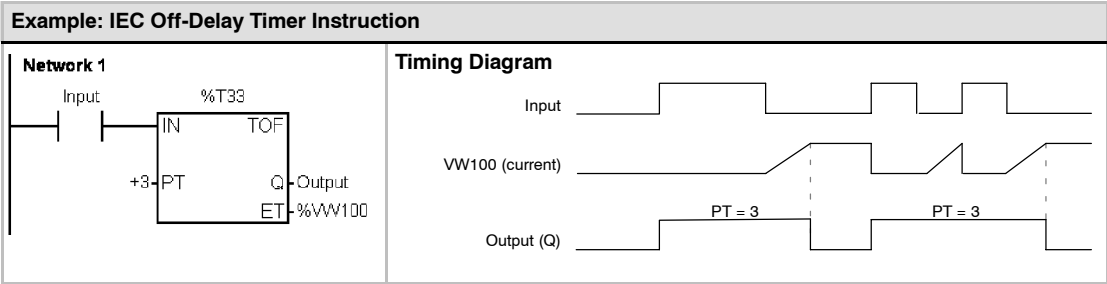 Example: IEC Off-Delay Timer Instruction
Network 1
Input
%T33
IN TOF
+3 PT Q Output
ET %VW100
Timing Diagram
Input
VW100 (current)
PT = 3 PT = 3
Output (Q)